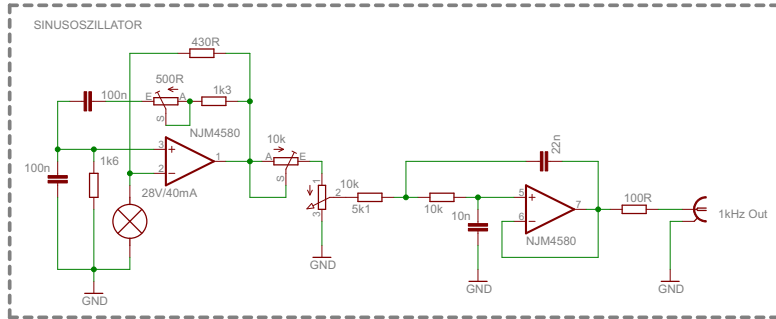 SINUSOSZILLATOR
430R
500R
1k3
100n
E
A
S
NJM4580
100n
1k6
3
+
2
−
1
28V/40mA
10k
A
E
S
1
2
3
10k
5k1
10k
10n
22n
5
+
6
−
7
NJM4580
100R
1kHz Out
GND
GND
GND
GND